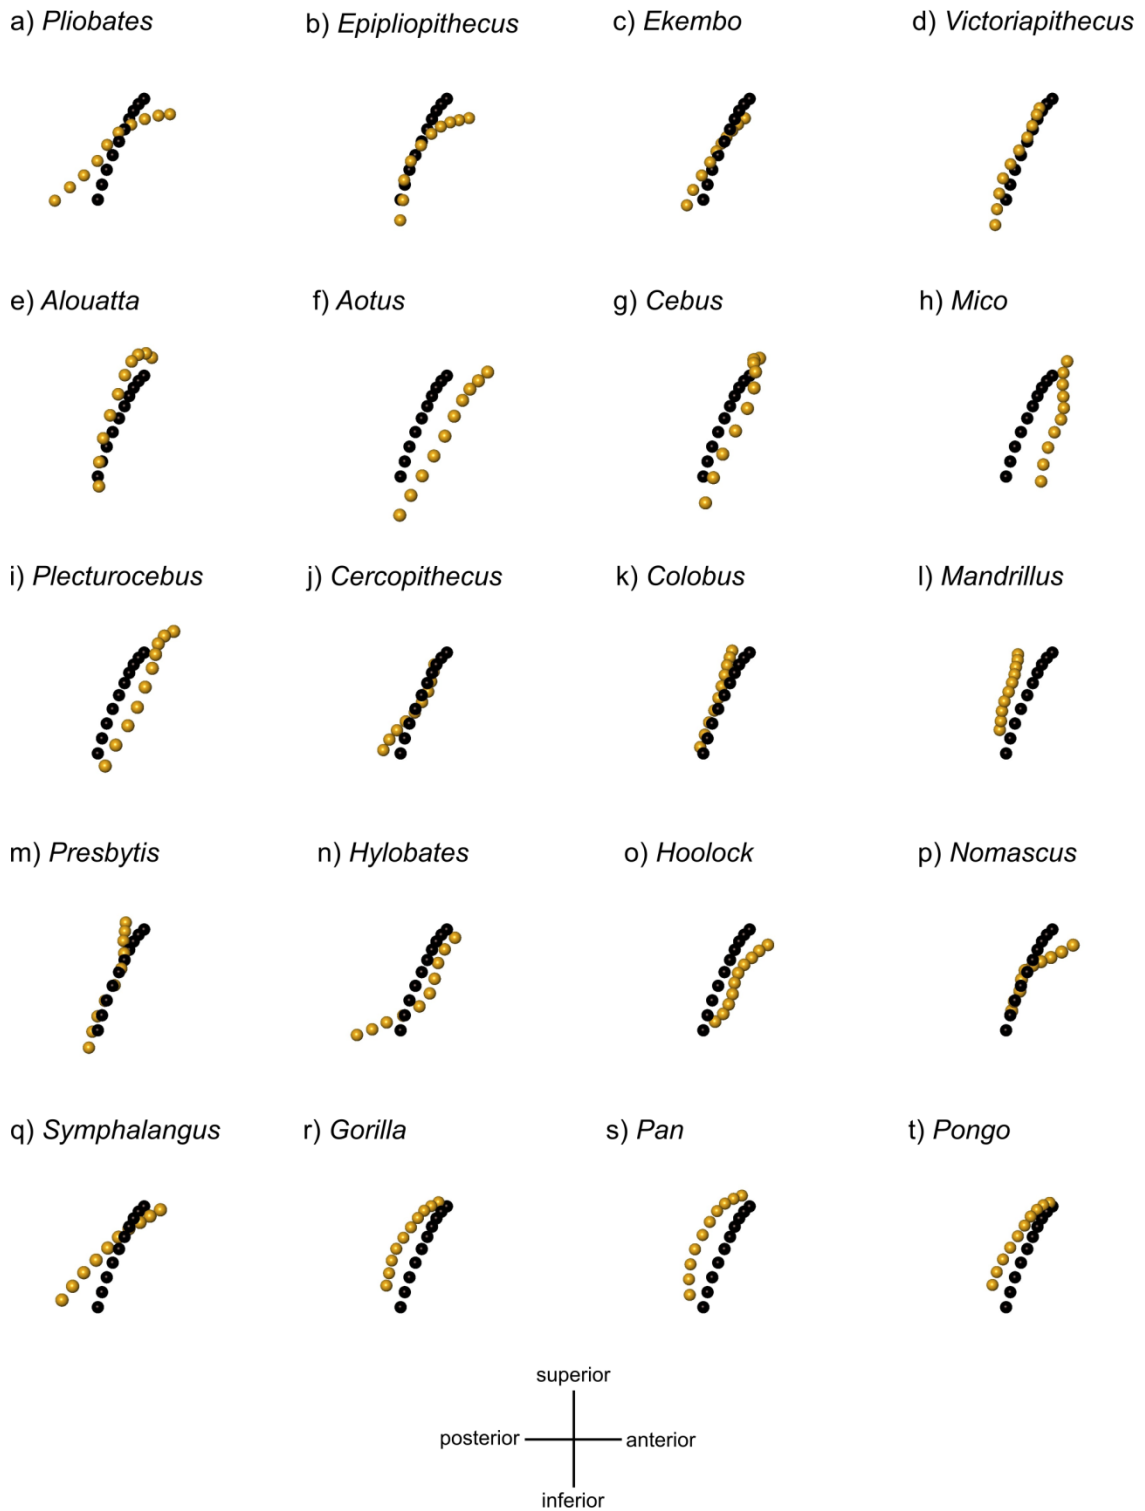 a) Pliobates
b) Epipliopithecus
c) Ekembo
d) Victoriapithecus
e) Alouatta
f) Aotus
g) Cebus
h) Mico
i) Plecturocebus
j) Cercopithecus
k) Colobus
l) Mandrillus
m) Presbytis
n) Hylobates
o) Hoolock
p) Nomascus
q) Symphalangus
r) Gorilla
s) Pan
t) Pongo
superior
posterior
anterior
inferior